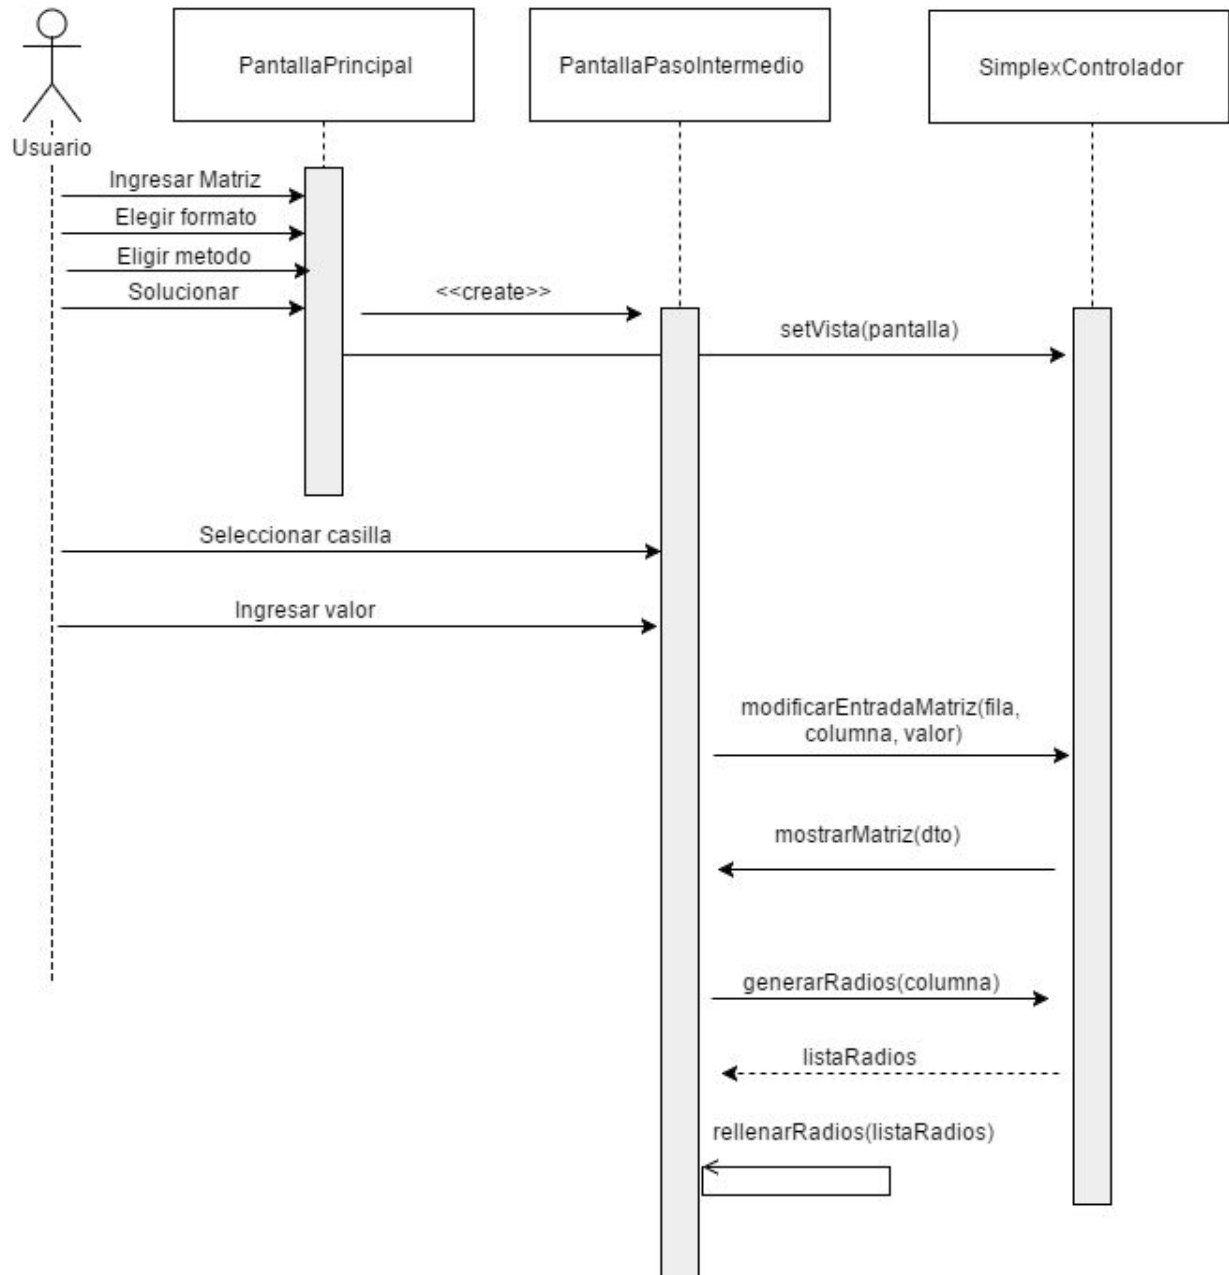 PantallaPrincipal
PantallaPasoIntermedio
SimplexControlador
Usuario
Ingresar Matriz
Elegir formato
Eligir metodo
Solucionar
<<create>>
setVista(pantalla)
Seleccionar casilla
Ingresar valor
modificarEntradaMatriz(fila,
columna, valor)
mostrarMatriz(dto)
generarRadios(columna)
listaRadios
rellenarRadios(listaRadios)